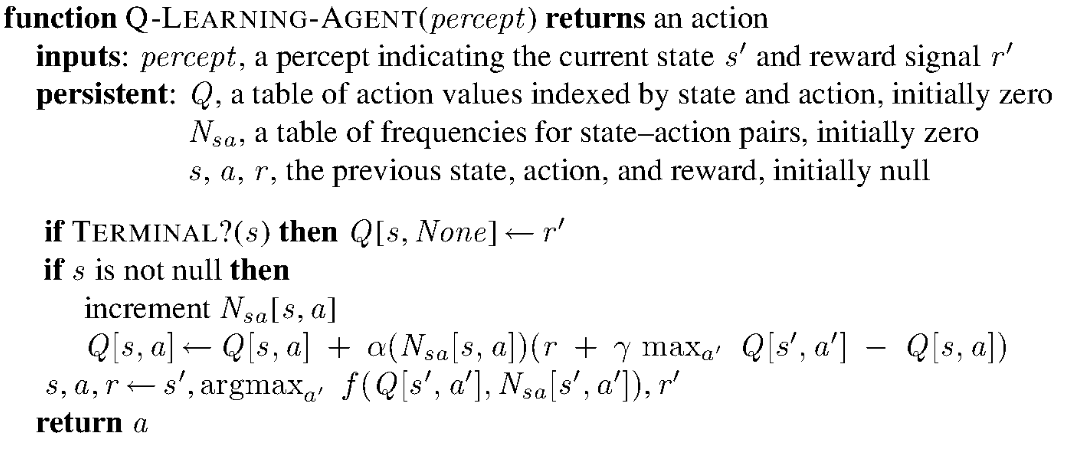 function Q-LEARNING-AGENT(percept) returns an action
inputs: percept, a percept indicating the current state s′ and reward signal r′
persistent: Q, a table of action values indexed by state and action, initially zero
N_sa, a table of frequencies for state–action pairs, initially zero
s, a, r, the previous state, action, and reward, initially null
if TERMINAL?(s) then Q[s, None] ← r′
if s is not null then
increment N_sa[s, a]
Q[s, a] ← Q[s, a] + α(N_sa[s, a])(r + γ max_a′ Q[s′, a′] − Q[s, a])
s, a, r ← s′, argmax_a′ f(Q[s′, a′], N_sa[s′, a′]), r′
return a